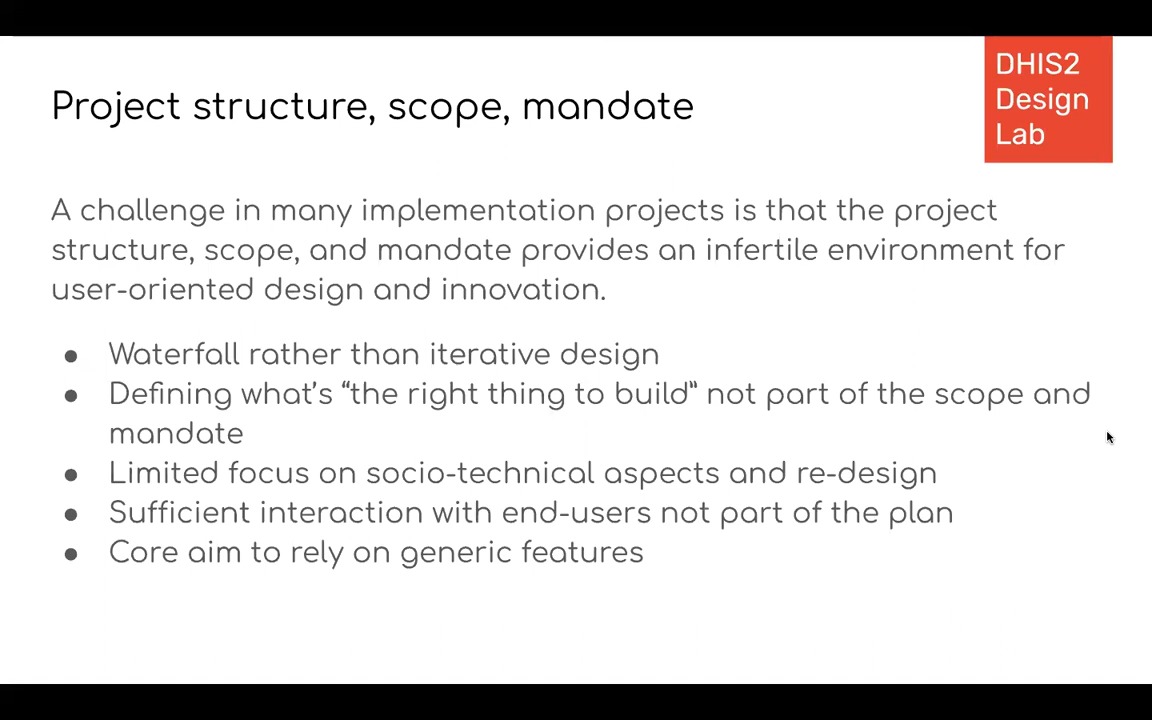 Project structure, scope, mandate
DHIS2
Design
Lab
A challenge in many implementation projects is that the project
structure, scope, and mandate provides an infertile environment for
user-oriented design and innovation.
● Waterfall rather than iterative design
● Defining what’s “the right thing to build” not part of the scope and
mandate
● Limited focus on socio-technical aspects and re-design
● Sufficient interaction with end-users not part of the plan
● Core aim to rely on generic features